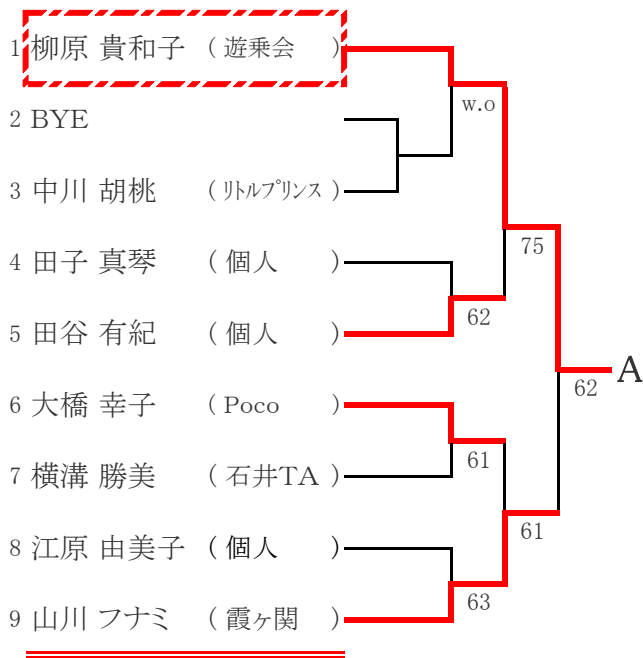 1 柳原 貴和子 ( 遊乗会 )
w.o
2 BYE
3 中川 胡桃 ( リトルプリンス )
75
4 田子 真琴 ( 個人 )
62
5 田谷 有紀 ( 個人 )
62 A
6 大橋 幸子 ( Poco )
61
7 横溝 勝美 ( 石井TA )
61
8 江原 由美子 ( 個人 )
63
9 山川 フナミ ( 霞ヶ関 )